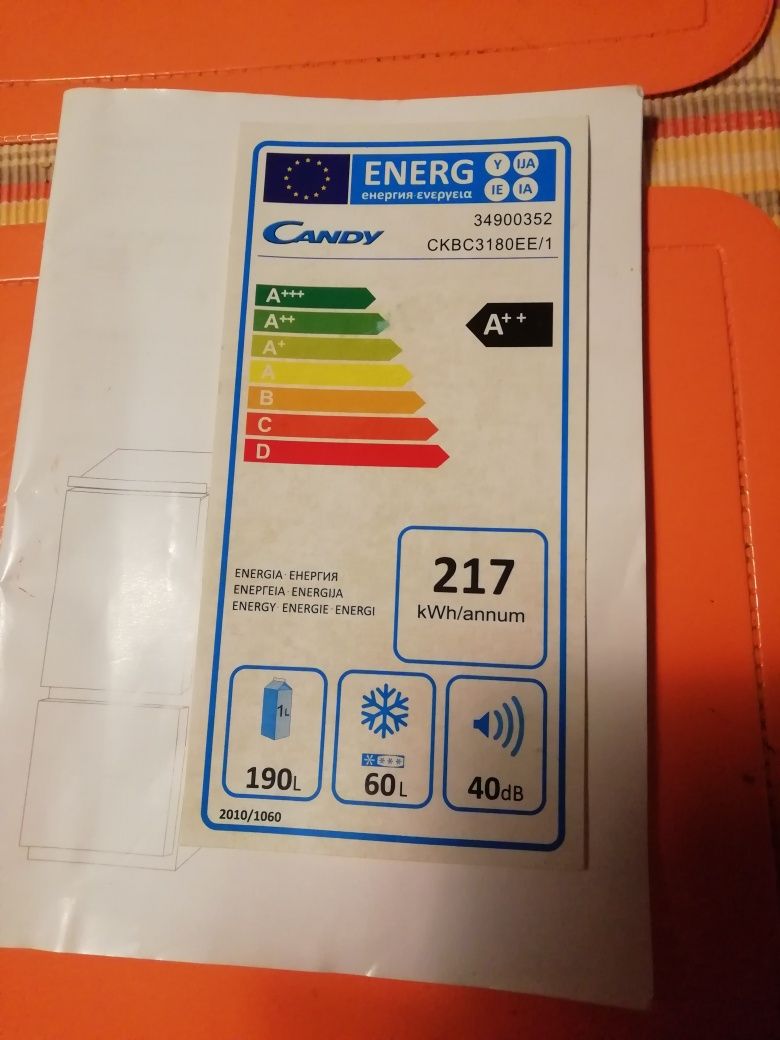 ENERG Y IJA
енергия·ενεργεια IE IA
34900352
CANDY
CKBC3180EE/1
A+++
A++
A++
A+
A
B
C
D
ENERGIA·ЕНЕРГИЯ
ΕΝΕΡΓΕΙΑ·ENERGIJA
ENERGY·ENERGIE·ENERGI
217
kWh/annum
1L
190L
60L
40dB
2010/1060